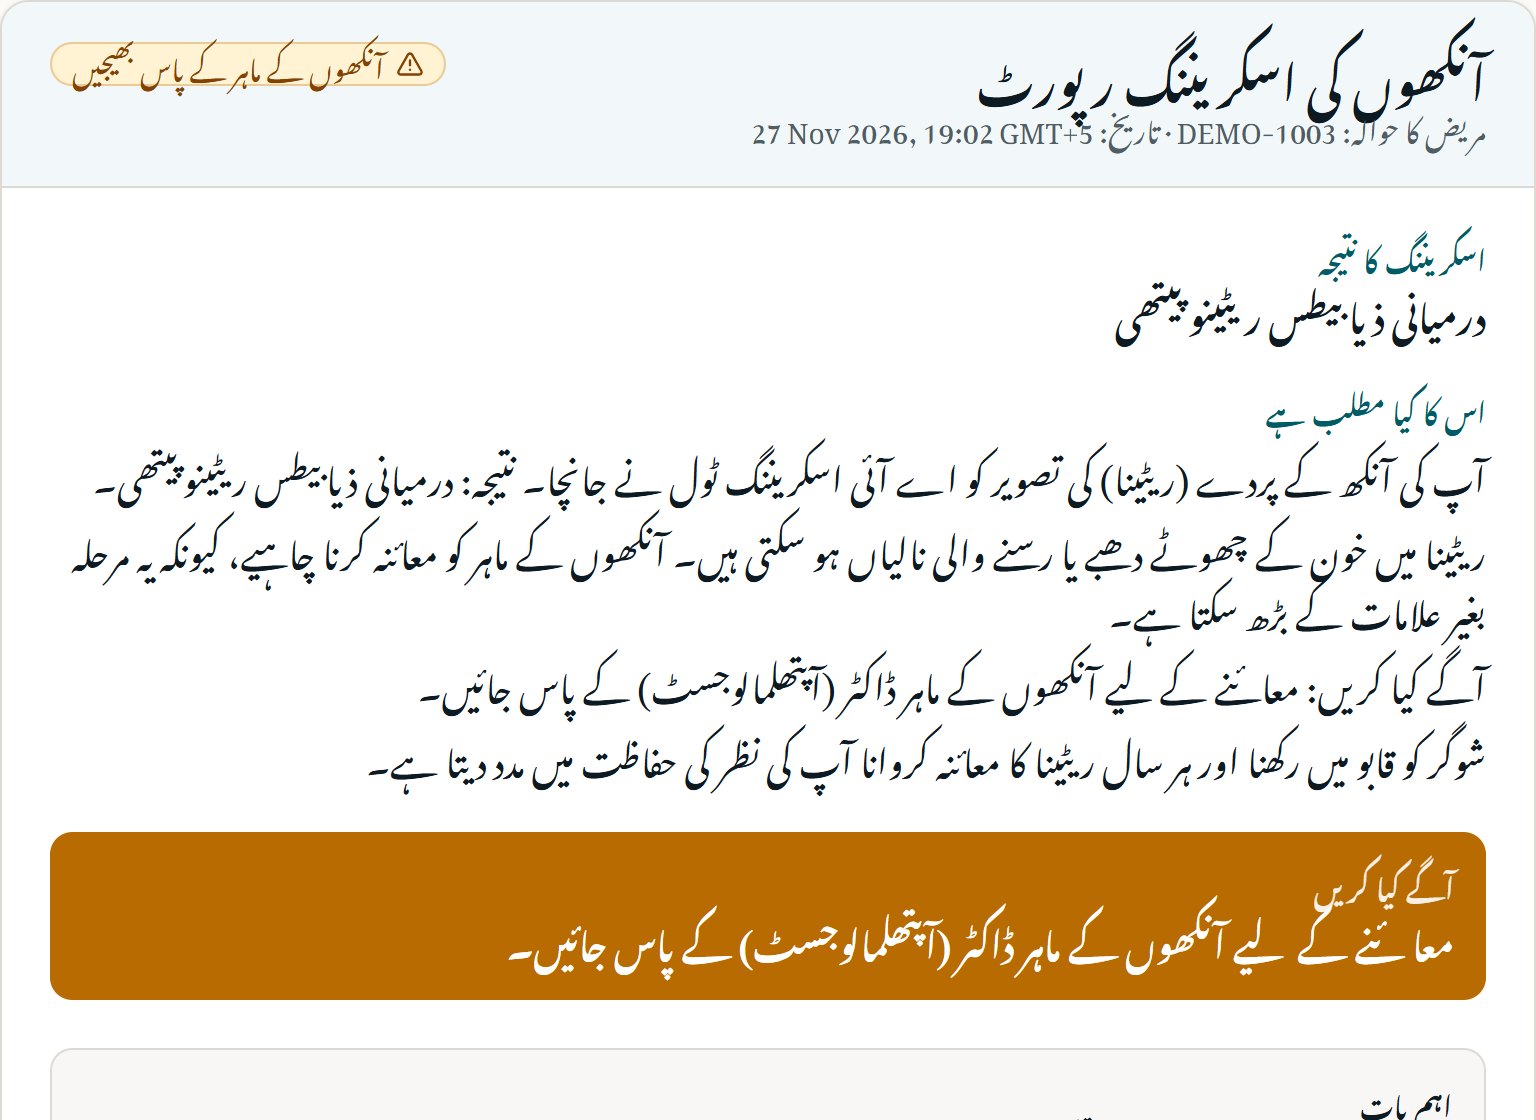 آنکھوں کی اسکریننگ رپورٹ
مریض کا حوالہ: DEMO-1003 · تاریخ: 27 Nov 2026, 19:02 GMT+5
آنکھوں کے ماہر کے پاس بھیجیں
اسکریننگ کا نتیجہ
درمیانی ذیابیطس ریٹینوپیتھی
اس کا کیا مطلب ہے
آپ کی آنکھ کے پردے (ریٹینا) کی تصویر کو اے آئی اسکریننگ ٹول نے جانچا۔ نتیجہ: درمیانی ذیابیطس ریٹینوپیتھی۔
ریٹینا میں خون کے چھوٹے دھبے یا رسنے والی نالیاں ہو سکتی ہیں۔ آنکھوں کے ماہر کو معائنہ کرنا چاہیے، کیونکہ یہ مرحلہ
بغیر علامات کے بڑھ سکتا ہے۔
آگے کیا کریں: معائنے کے لیے آنکھوں کے ماہر ڈاکٹر (آپتھلمالوجسٹ) کے پاس جائیں۔
شوگر کو قابو میں رکھنا اور ہر سال ریٹینا کا معائنہ کروانا آپ کی نظر کی حفاظت میں مدد دیتا ہے۔
آگے کیا کریں
معائنے کے لیے آنکھوں کے ماہر ڈاکٹر (آپتھلمالوجسٹ) کے پاس جائیں۔
اہم بات